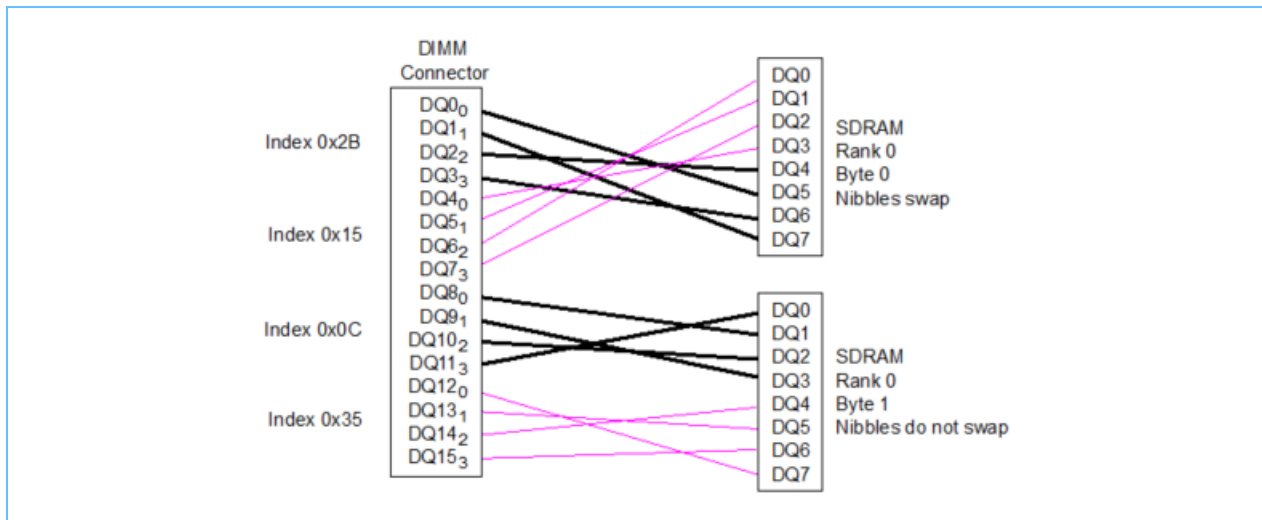 DIMM
Connector
DQ0₀
DQ1₁
DQ2₂
DQ3₃
DQ4₀
DQ5₁
DQ6₂
DQ7₃
DQ8₀
DQ9₁
DQ10₂
DQ11₃
DQ12₀
DQ13₁
DQ14₂
DQ15₃
Index 0x2B
Index 0x15
Index 0x0C
Index 0x35
DQ0
DQ1
DQ2
DQ3
DQ4
DQ5
DQ6
DQ7
SDRAM
Rank 0
Byte 0
Nibbles swap
DQ0
DQ1
DQ2
DQ3
DQ4
DQ5
DQ6
DQ7
SDRAM
Rank 0
Byte 1
Nibbles do not swap